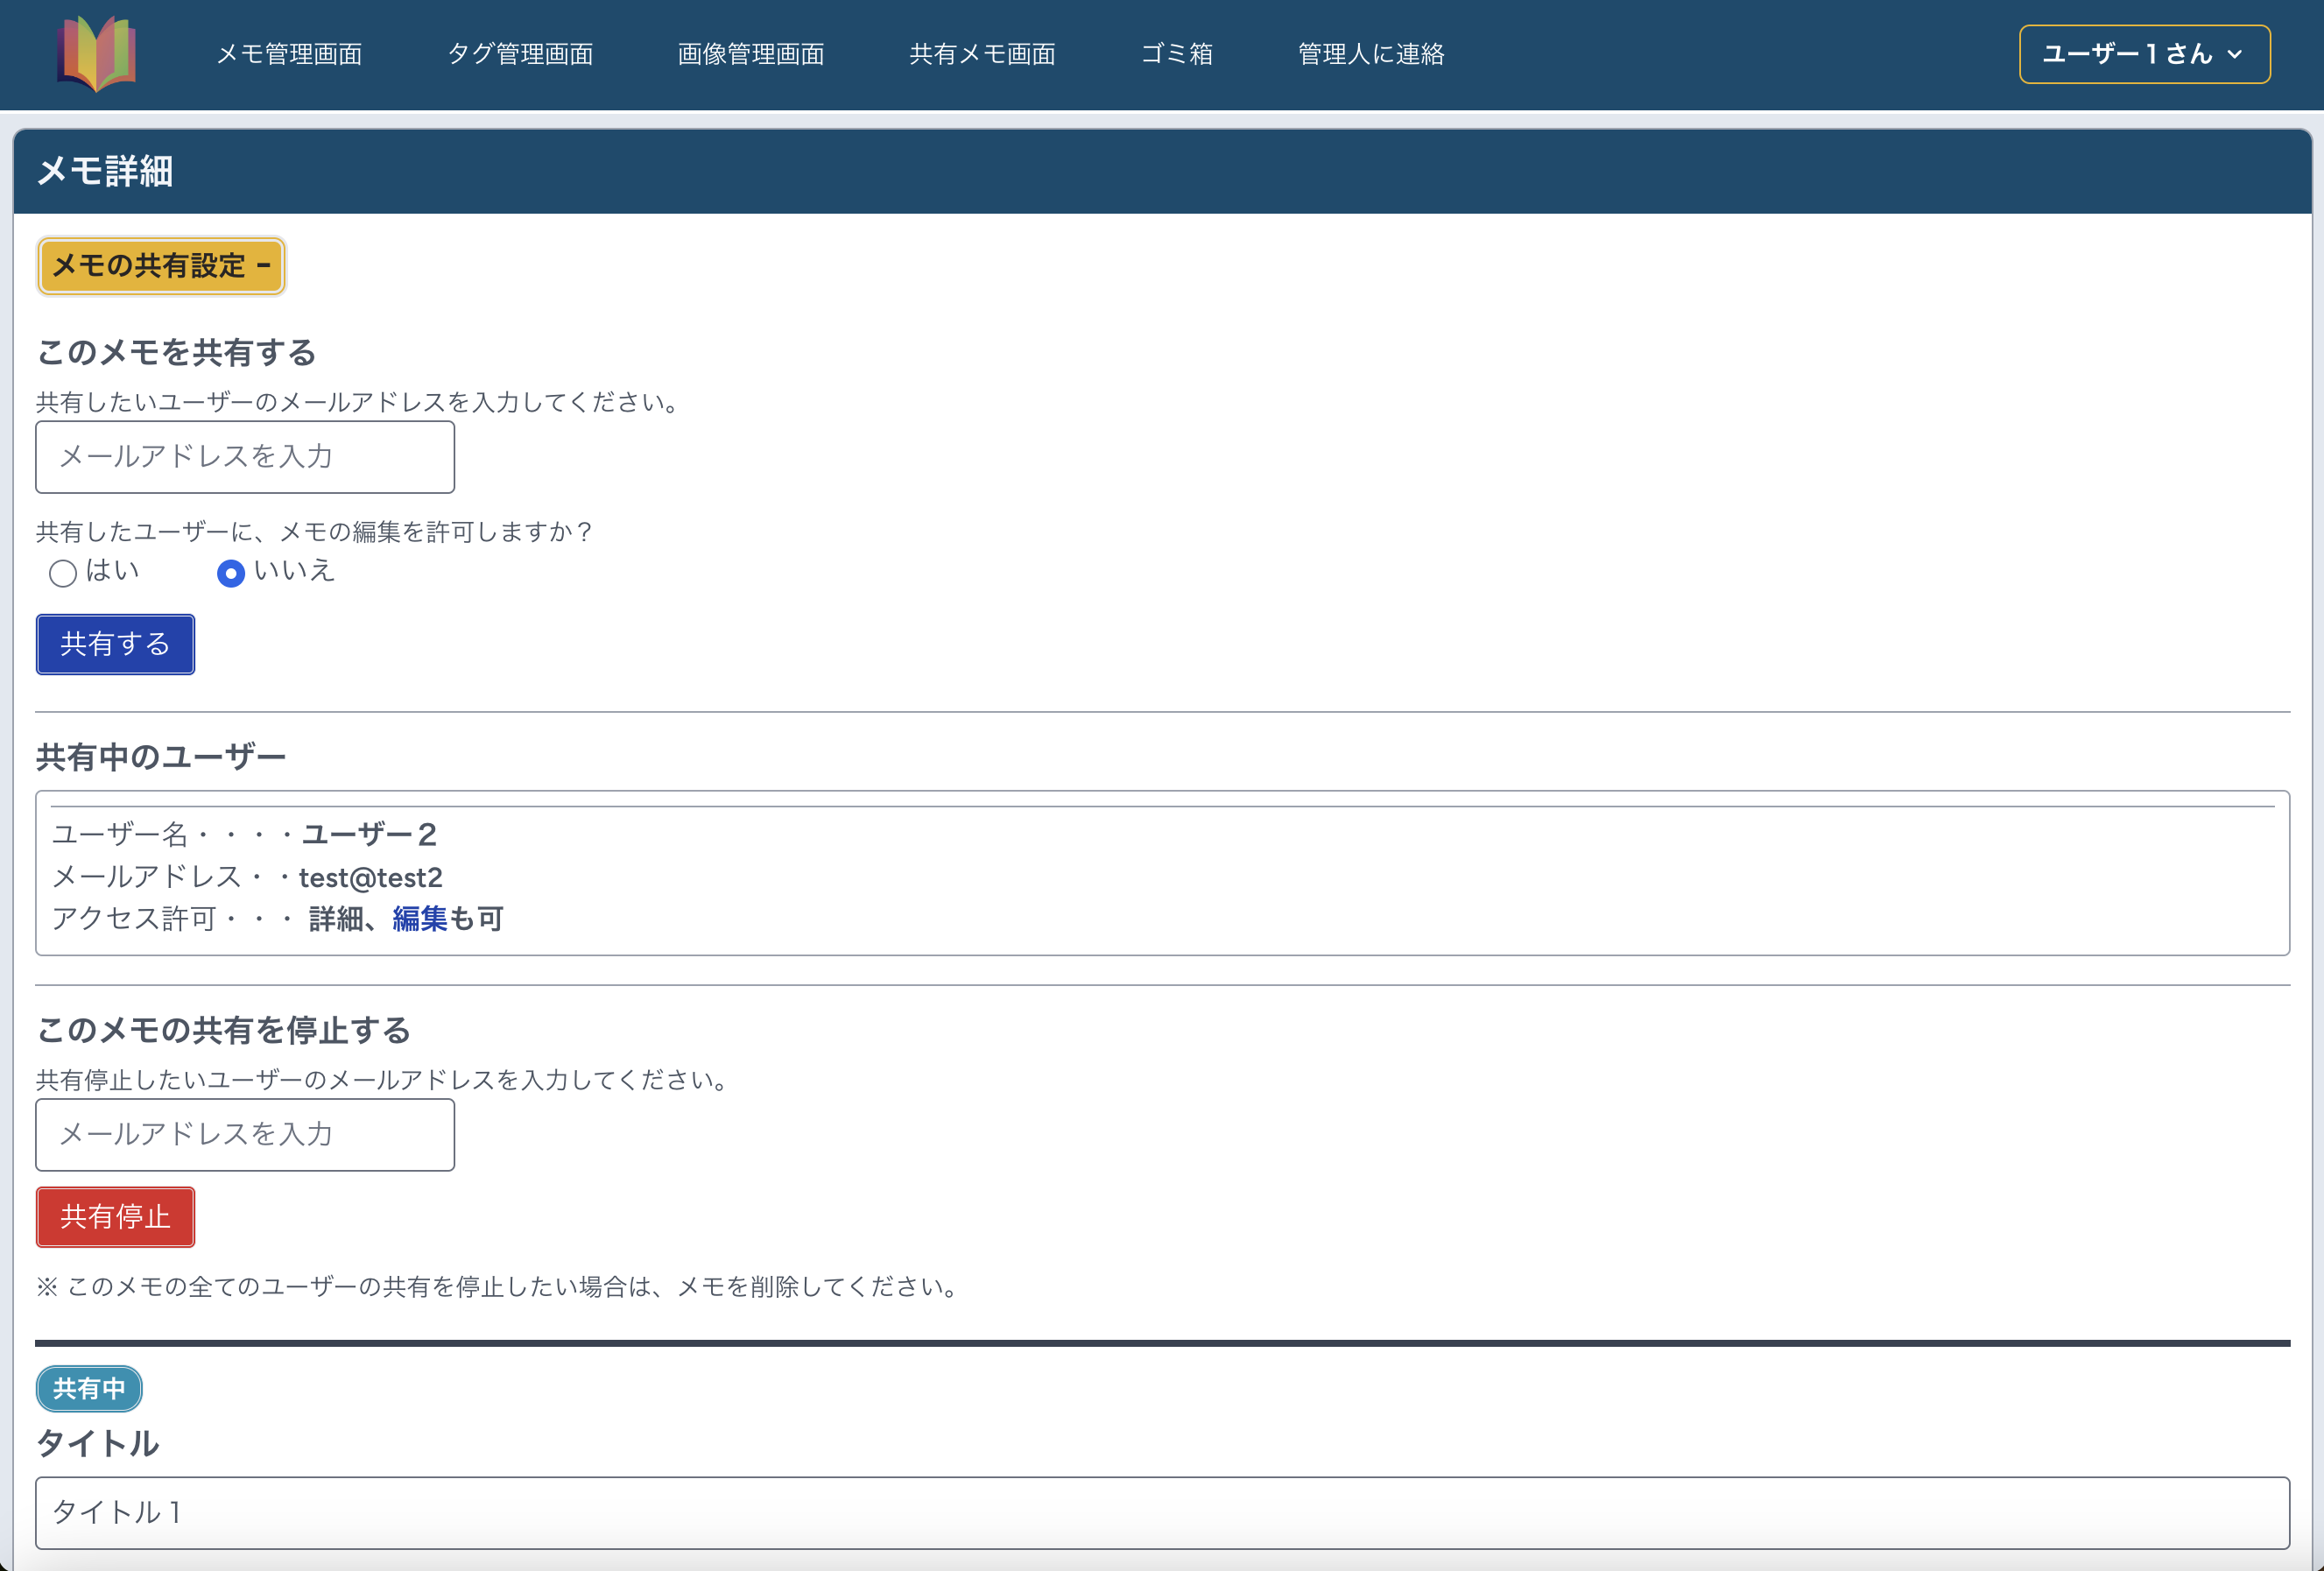 メモ管理画面 タグ管理画面 画像管理画面 共有メモ画面 ゴミ箱 管理人に連絡 ユーザー１さん
メモ詳細
メモの共有設定 −
このメモを共有する
共有したいユーザーのメールアドレスを入力してください。
メールアドレスを入力
共有したユーザーに、メモの編集を許可しますか？
はい いいえ
共有する
共有中のユーザー
ユーザー名・・・・ユーザー２
メールアドレス・・test@test2
アクセス許可・・・ 詳細、編集も可
このメモの共有を停止する
共有停止したいユーザーのメールアドレスを入力してください。
メールアドレスを入力
共有停止
※ このメモの全てのユーザーの共有を停止したい場合は、メモを削除してください。
共有中
タイトル
タイトル１